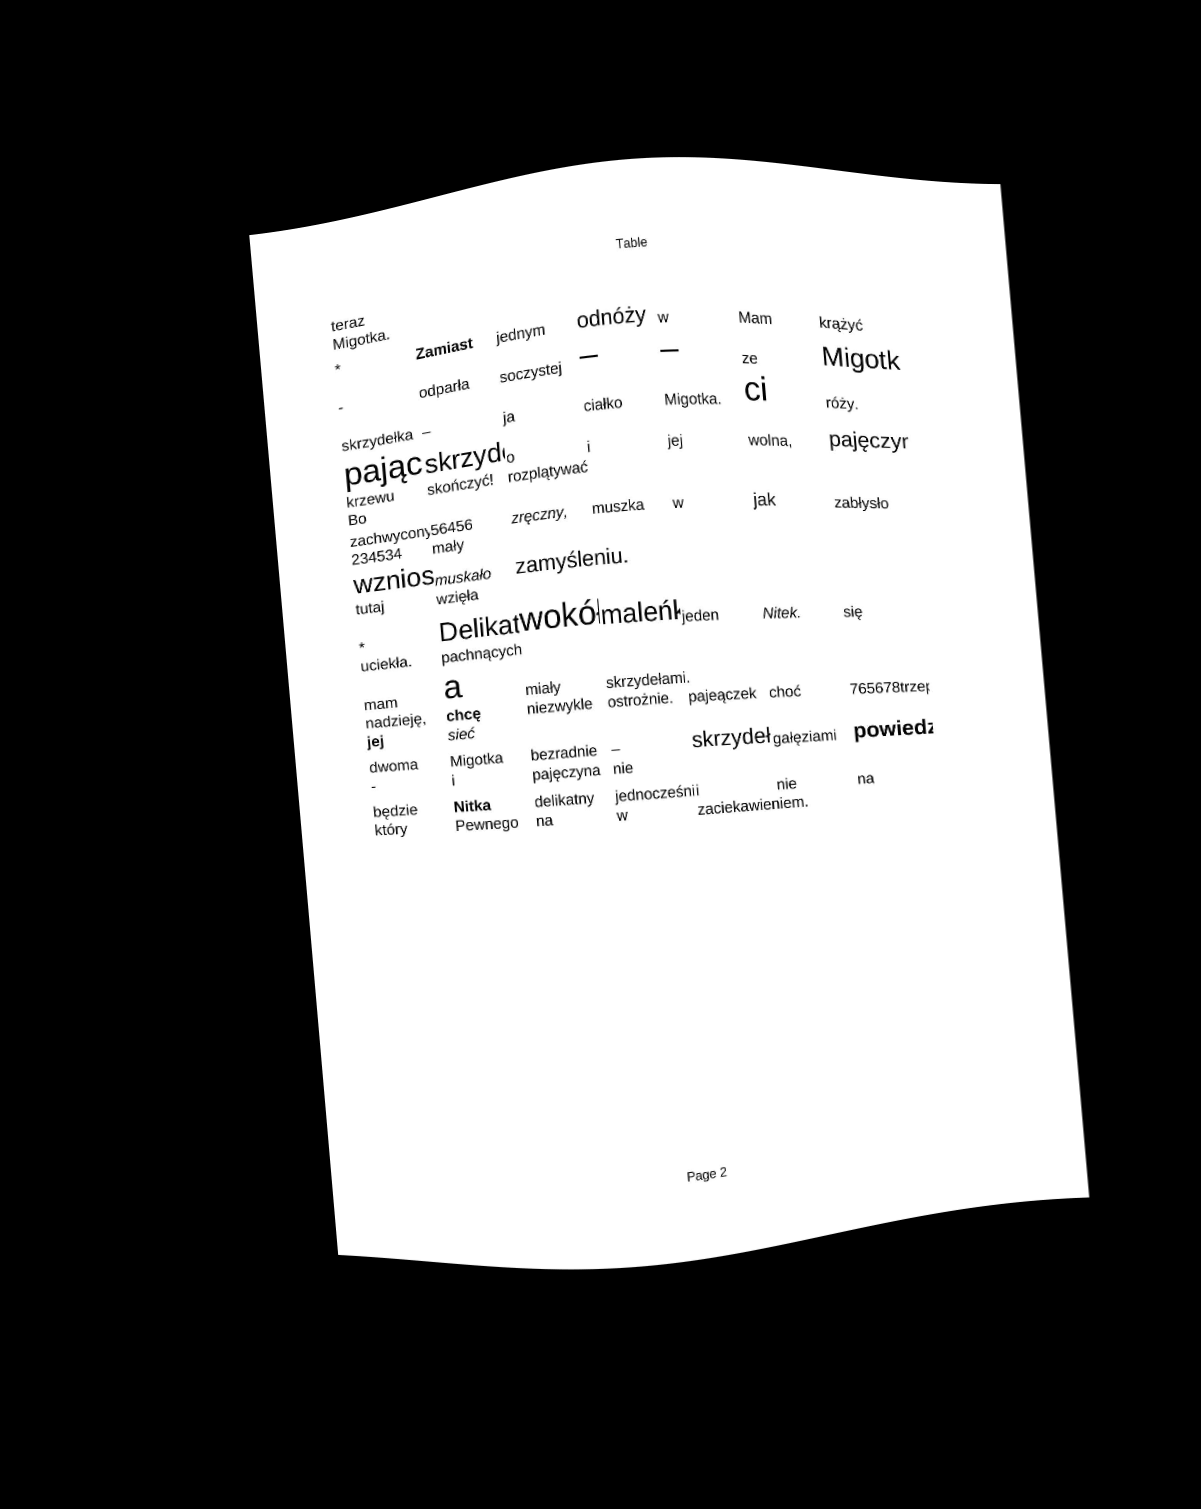 Table
teraz
Migotka.
* Zamiast jednym odnóży w Mam krążyć
- odparła soczystej — — ze Migotk
skrzydełka – ja ciałko Migotka. ci róży.
pając skrzyd o i jej wolna, pajęczyr
krzewu skończyć! rozplątywać
Bo
zachwycony 56456 zręczny, muszka w jak zabłysło
234534 mały
wznios muskało zamyśleniu.
tutaj wzięła
* Delikat wokó maleńk jeden Nitek. się
uciekła. pachnących
a
mam chcę miały skrzydełami. pajeączek choć 765678trzep
nadzieję, sieć niezwykle ostrożnie.
jej
dwoma Migotka bezradnie – skrzydeł gałęziami powiedz
- i pajęczyna nie
będzie Nitka delikatny jednocześnie i nie na
który Pewnego na w zaciekawieniem.
Page 2